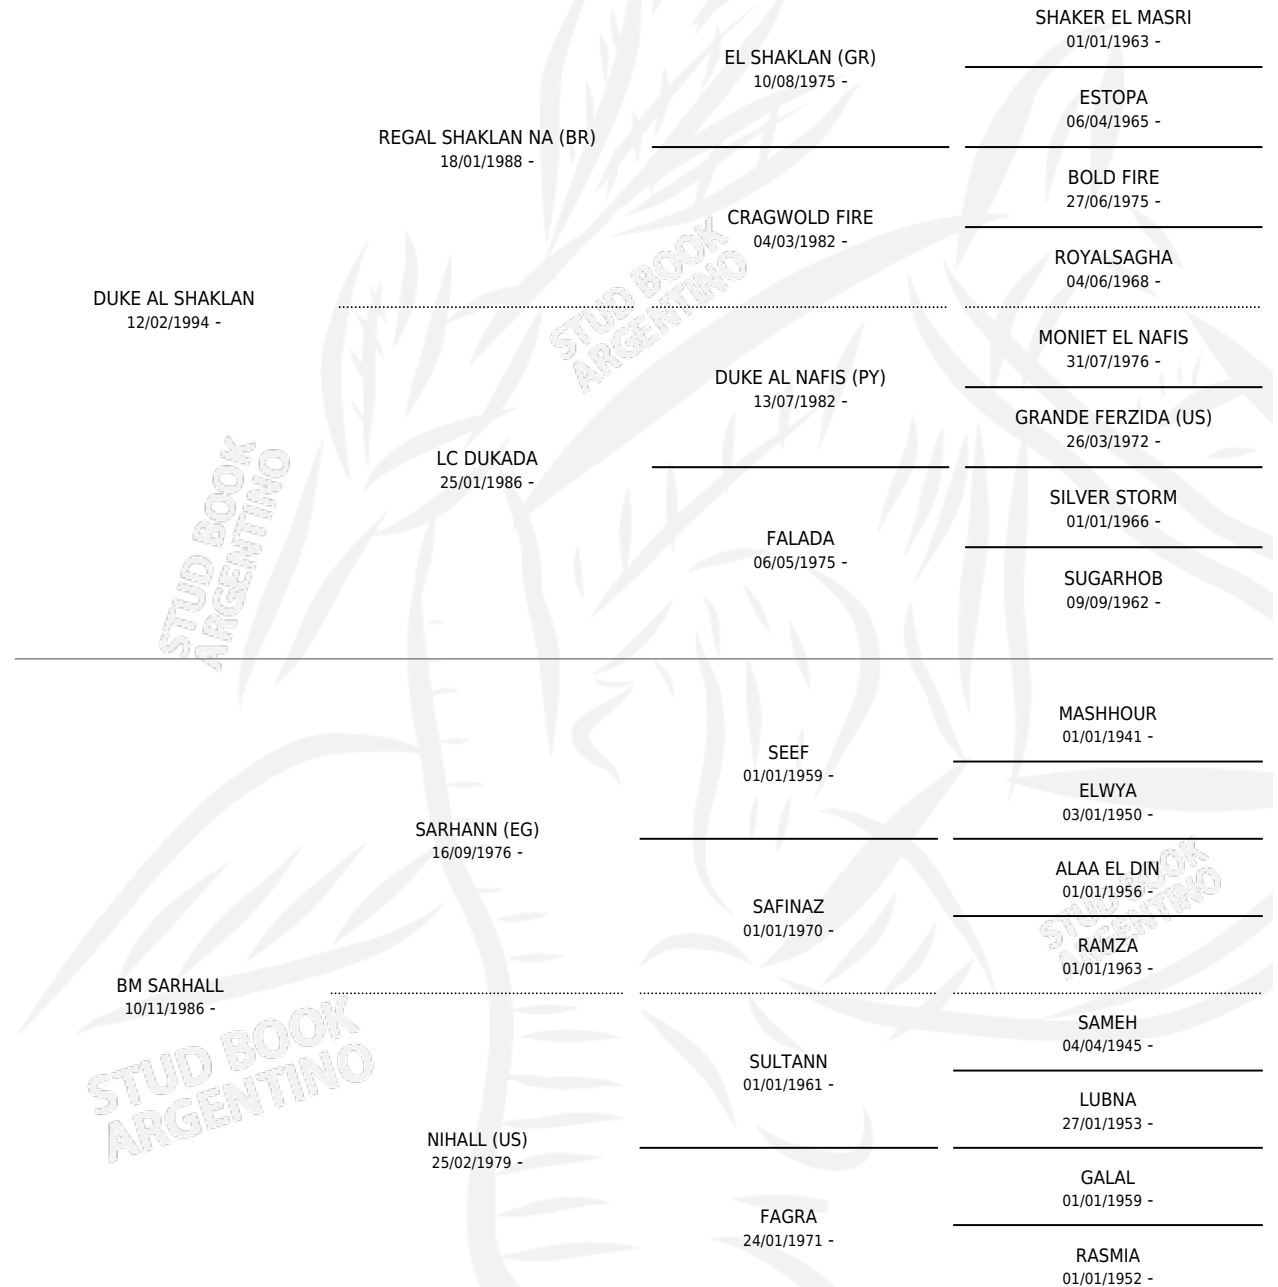 SHAKER EL MASRI
01/01/1963 -
EL SHAKLAN (GR)
10/08/1975 -
ESTOPA
06/04/1965 -
REGAL SHAKLAN NA (BR)
18/01/1988 -
BOLD FIRE
27/06/1975 -
CRAGWOLD FIRE
04/03/1982 -
ROYALSAGHA
04/06/1968 -
DUKE AL SHAKLAN
12/02/1994 -
MONIET EL NAFIS
31/07/1976 -
DUKE AL NAFIS (PY)
13/07/1982 -
GRANDE FERZIDA (US)
26/03/1972 -
LC DUKADA
25/01/1986 -
SILVER STORM
01/01/1966 -
FALADA
06/05/1975 -
SUGARHOB
09/09/1962 -
MASHHOUR
01/01/1941 -
SEEF
01/01/1959 -
ELWYA
03/01/1950 -
SARHANN (EG)
16/09/1976 -
ALAA EL DIN
01/01/1956 -
SAFINAZ
01/01/1970 -
RAMZA
01/01/1963 -
BM SARHALL
10/11/1986 -
SAMEH
04/04/1945 -
SULTANN
01/01/1961 -
LUBNA
27/01/1953 -
NIHALL (US)
25/02/1979 -
GALAL
01/01/1959 -
FAGRA
24/01/1971 -
RASMIA
01/01/1952 -
STUD BOOK
ARGENTINO
STUD BOOK
ARGENTINO
STUD BOOK
ARGENTINO
STUD BOOK
ARGENTINO